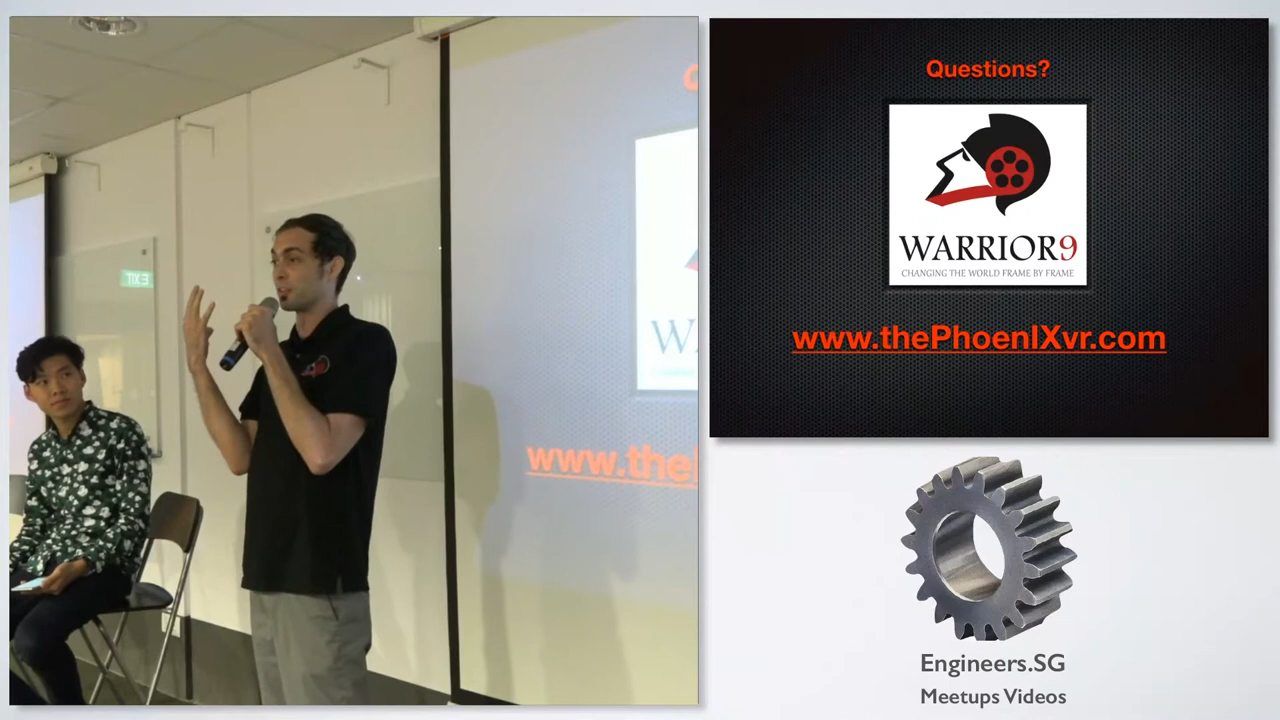 EXIT
www.the
W
Questions?
WARRIOR9
CHANGING THE WORLD FRAME BY FRAME
www.thePhoenIXvr.com
Engineers.SG
Meetups Videos